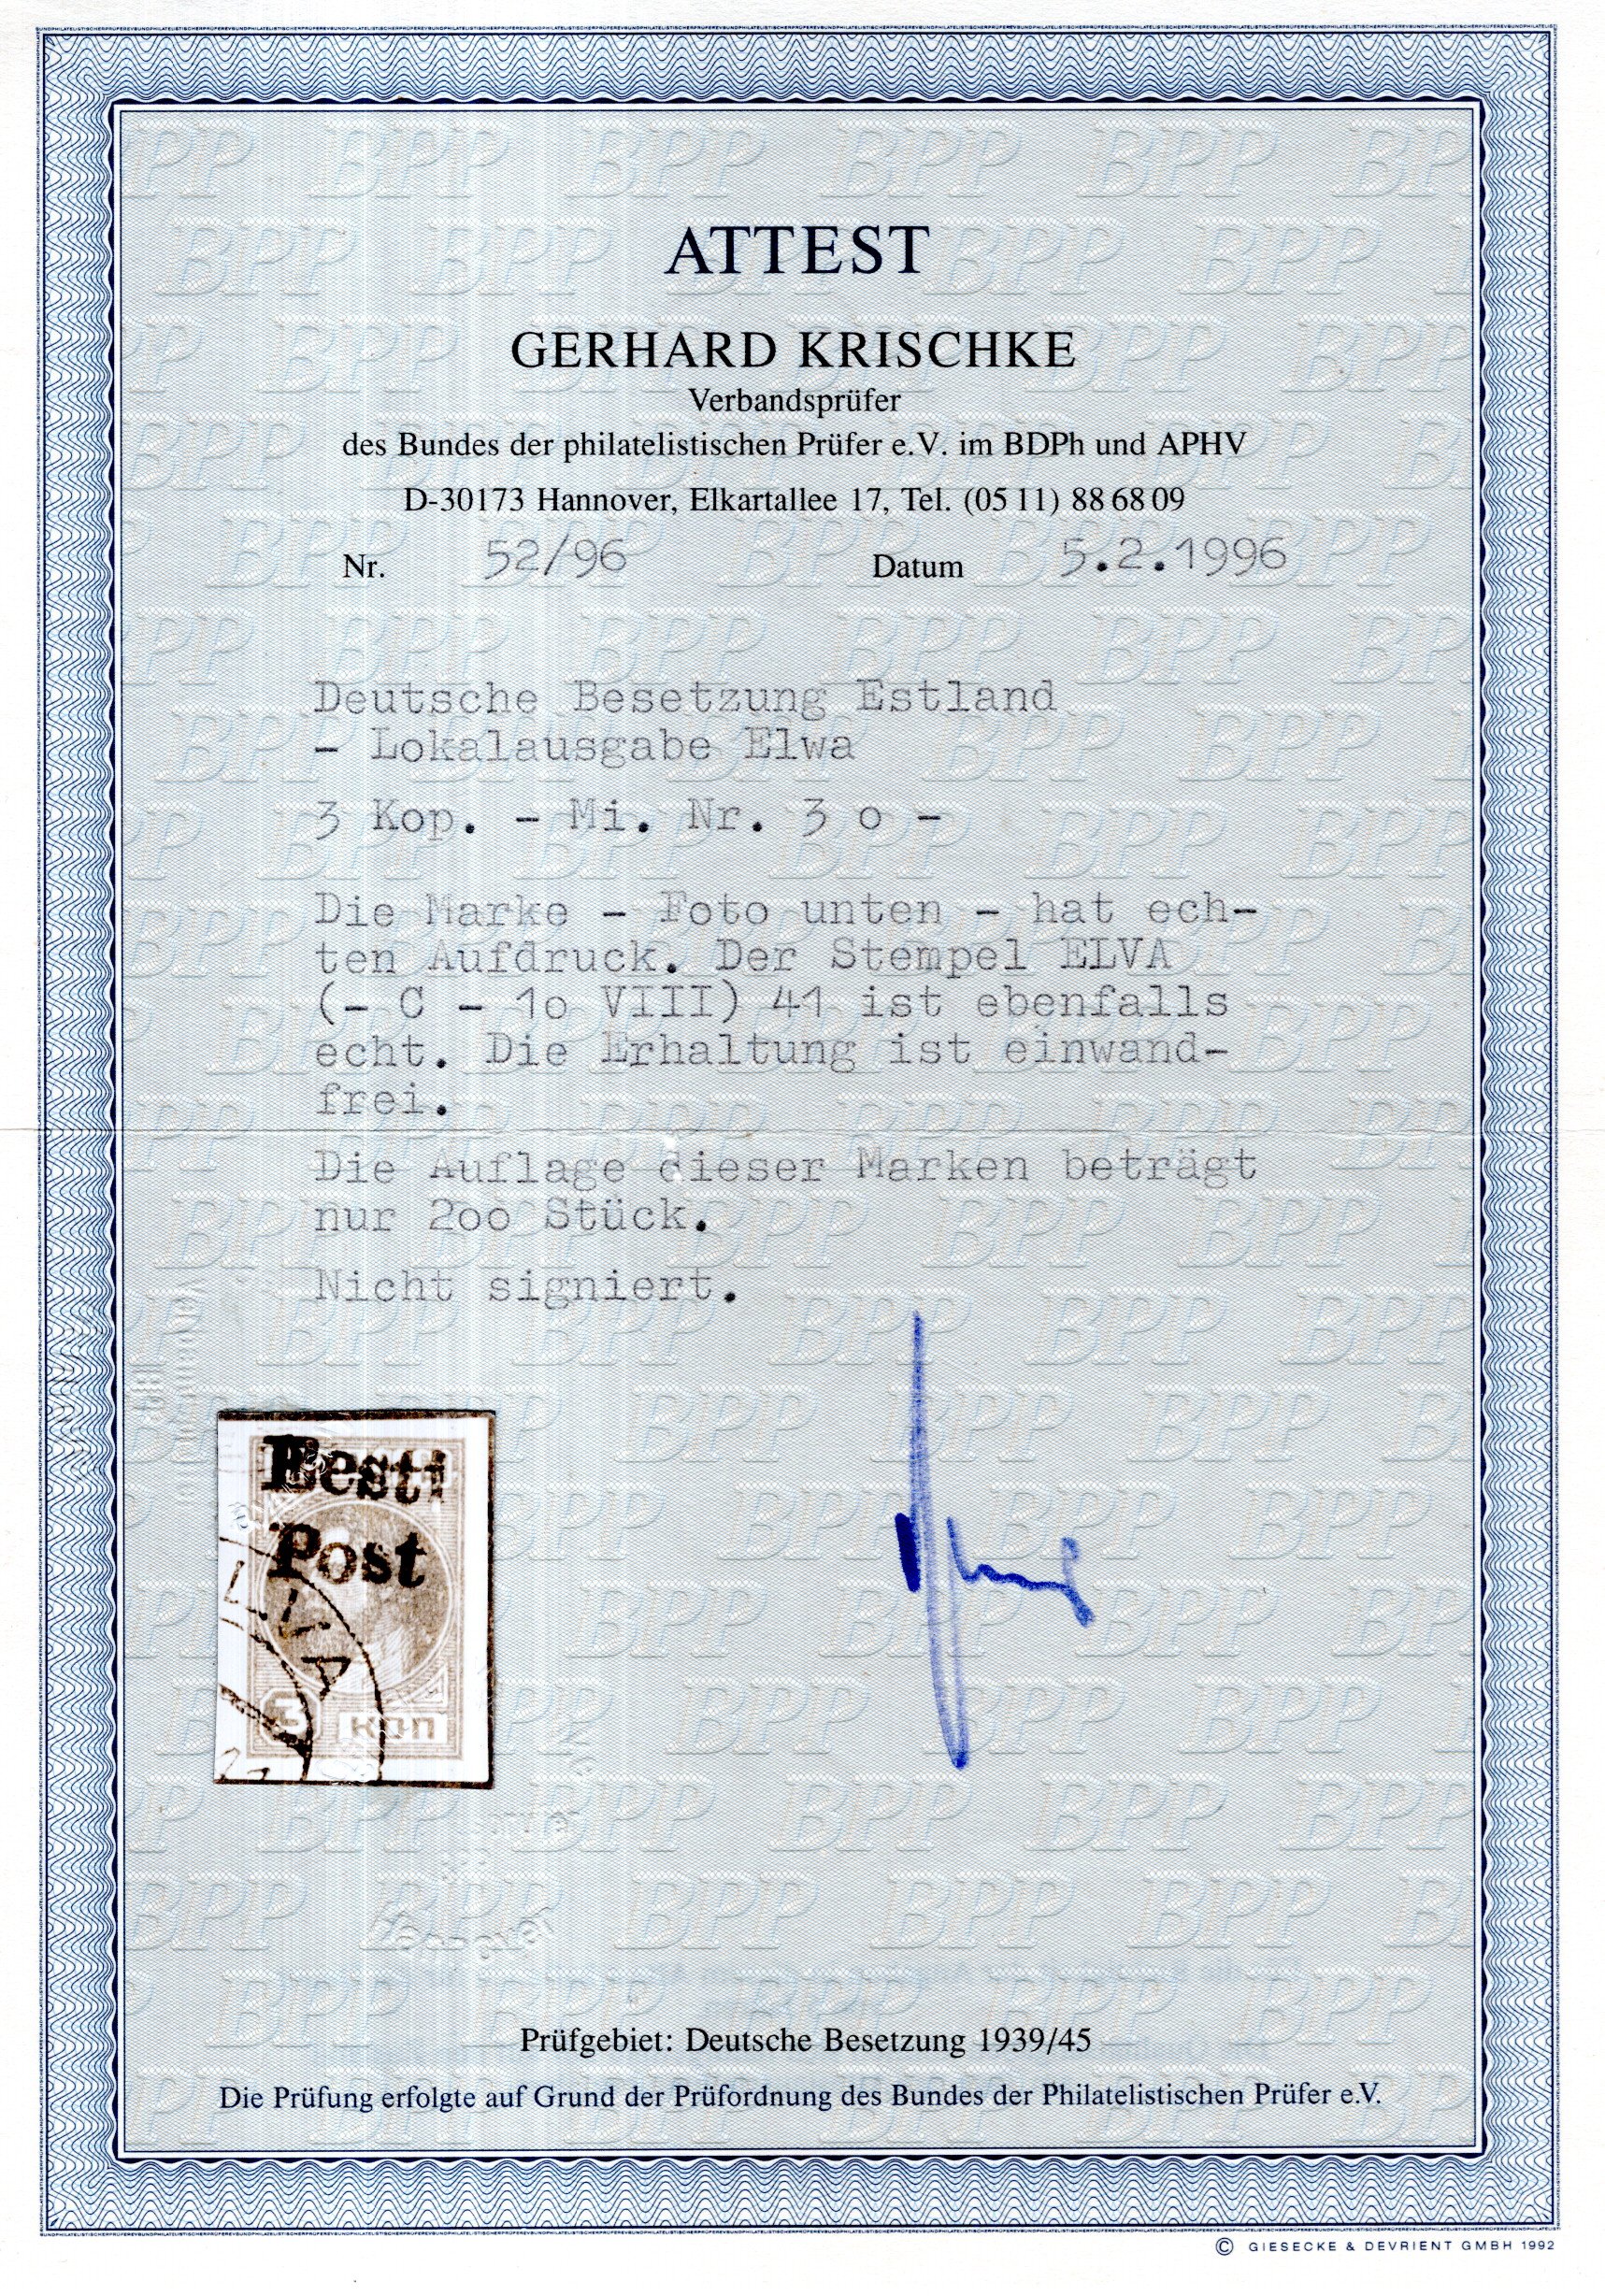 ATTEST
GERHARD KRISCHKE
Verbandsprüfer
des Bundes der philatelistischen Prüfer e.V. im BDPh und APHV
D-30173 Hannover, Elkartallee 17, Tel. (05 11) 88 68 09
Nr. 52/96 Datum 5.2.1996
Deutsche Besetzung Estland
- Lokalausgabe Elwa
3 Kop. - Mi. Nr. 3 o -
Die Marke - Foto unten - hat ech-
ten Aufdruck. Der Stempel ELVA
(- C - 1o VIII) 41 ist ebenfalls
echt. Die Erhaltung ist einwand-
frei.
Die Auflage dieser Marken beträgt
nur 2oo Stück.
Nicht signiert.
Eesti
Post
LVA
3 КОП
Prüfgebiet: Deutsche Besetzung 1939/45
Die Prüfung erfolgte auf Grund der Prüfordnung des Bundes der Philatelistischen Prüfer e.V.
© GIESECKE & DEVRIENT GMBH 1992